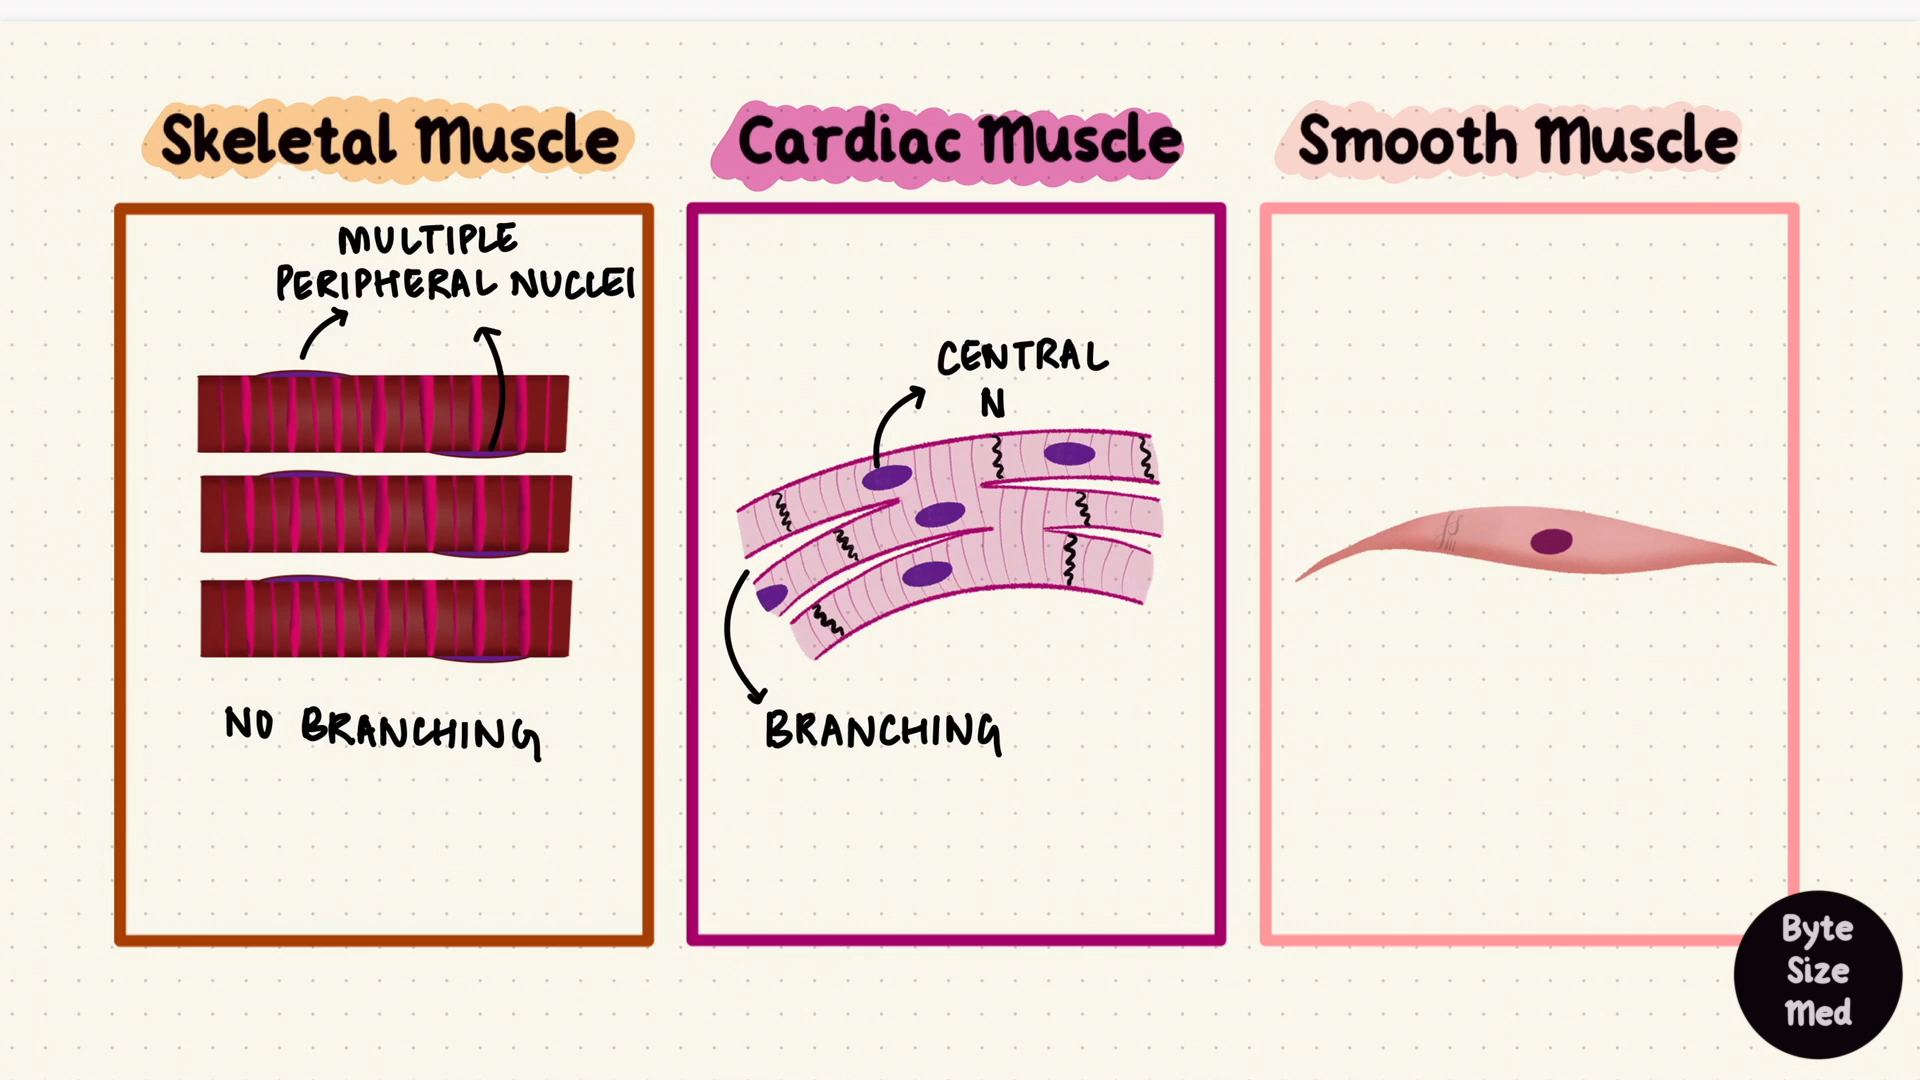 Skeletal Muscle
MULTIPLE
PERIPHERAL NUCLEI
NO BRANCHING
Cardiac Muscle
CENTRAL
N
BRANCHING
Smooth Muscle
Byte
Size
Med